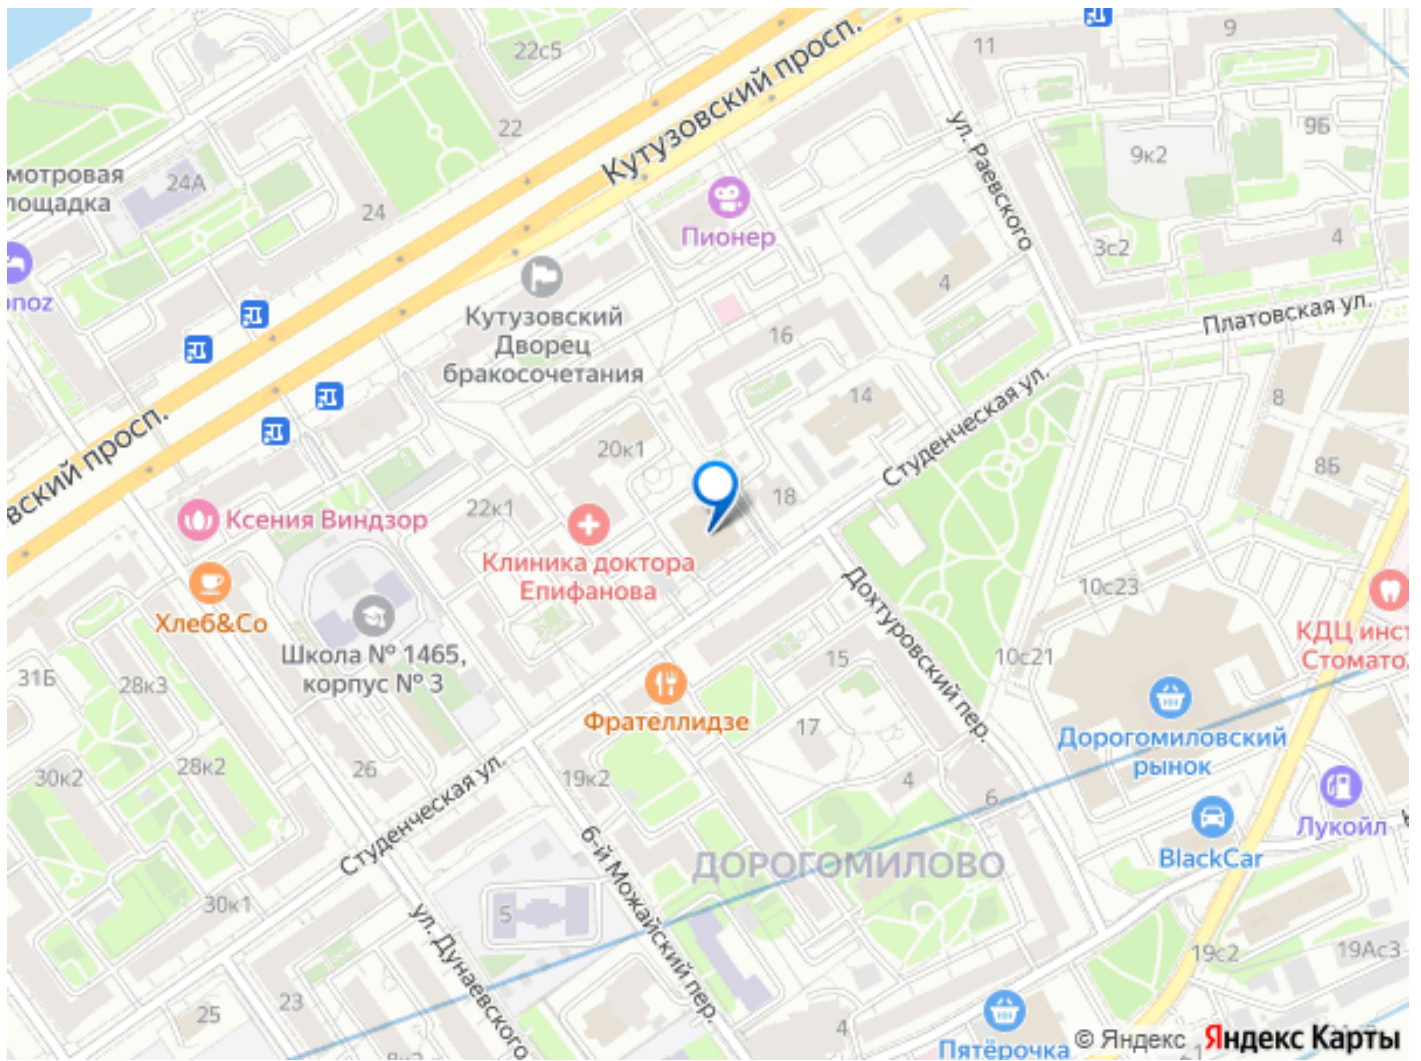 22с5
9
11
Кутузовский просп.
22
ул. Раевского
9Б
9к2
мотровая
лощадка
24А
24
Пионер
3с2
4
4
noz
Кутузовский
Дворец
бракосочетания
Платовская ул.
16
14
8
Студенческая ул.
вский просп.
20к1
8Б
18
22к1
Ксения Виндзор
Клиника доктора
Епифанова
10с23
Хлеб&Co
Дохтуровский пер.
КДЦ инст
Стомато.
Школа № 1465,
корпус № 3
31Б
28к3
15
10с21
Фрателлидзе
17
Дорогомиловский
рынок
30к2
28к2
26
19к2
4
6
Студенческая ул.
Лукойл
BlackCar
ДОРОГОМИЛОВО
6-й Можайский пер.
30к1
5
ул. Дунаевского
19с2
19Ас3
23
25
4
Пятёрочка
© Яндекс Яндекс Карты